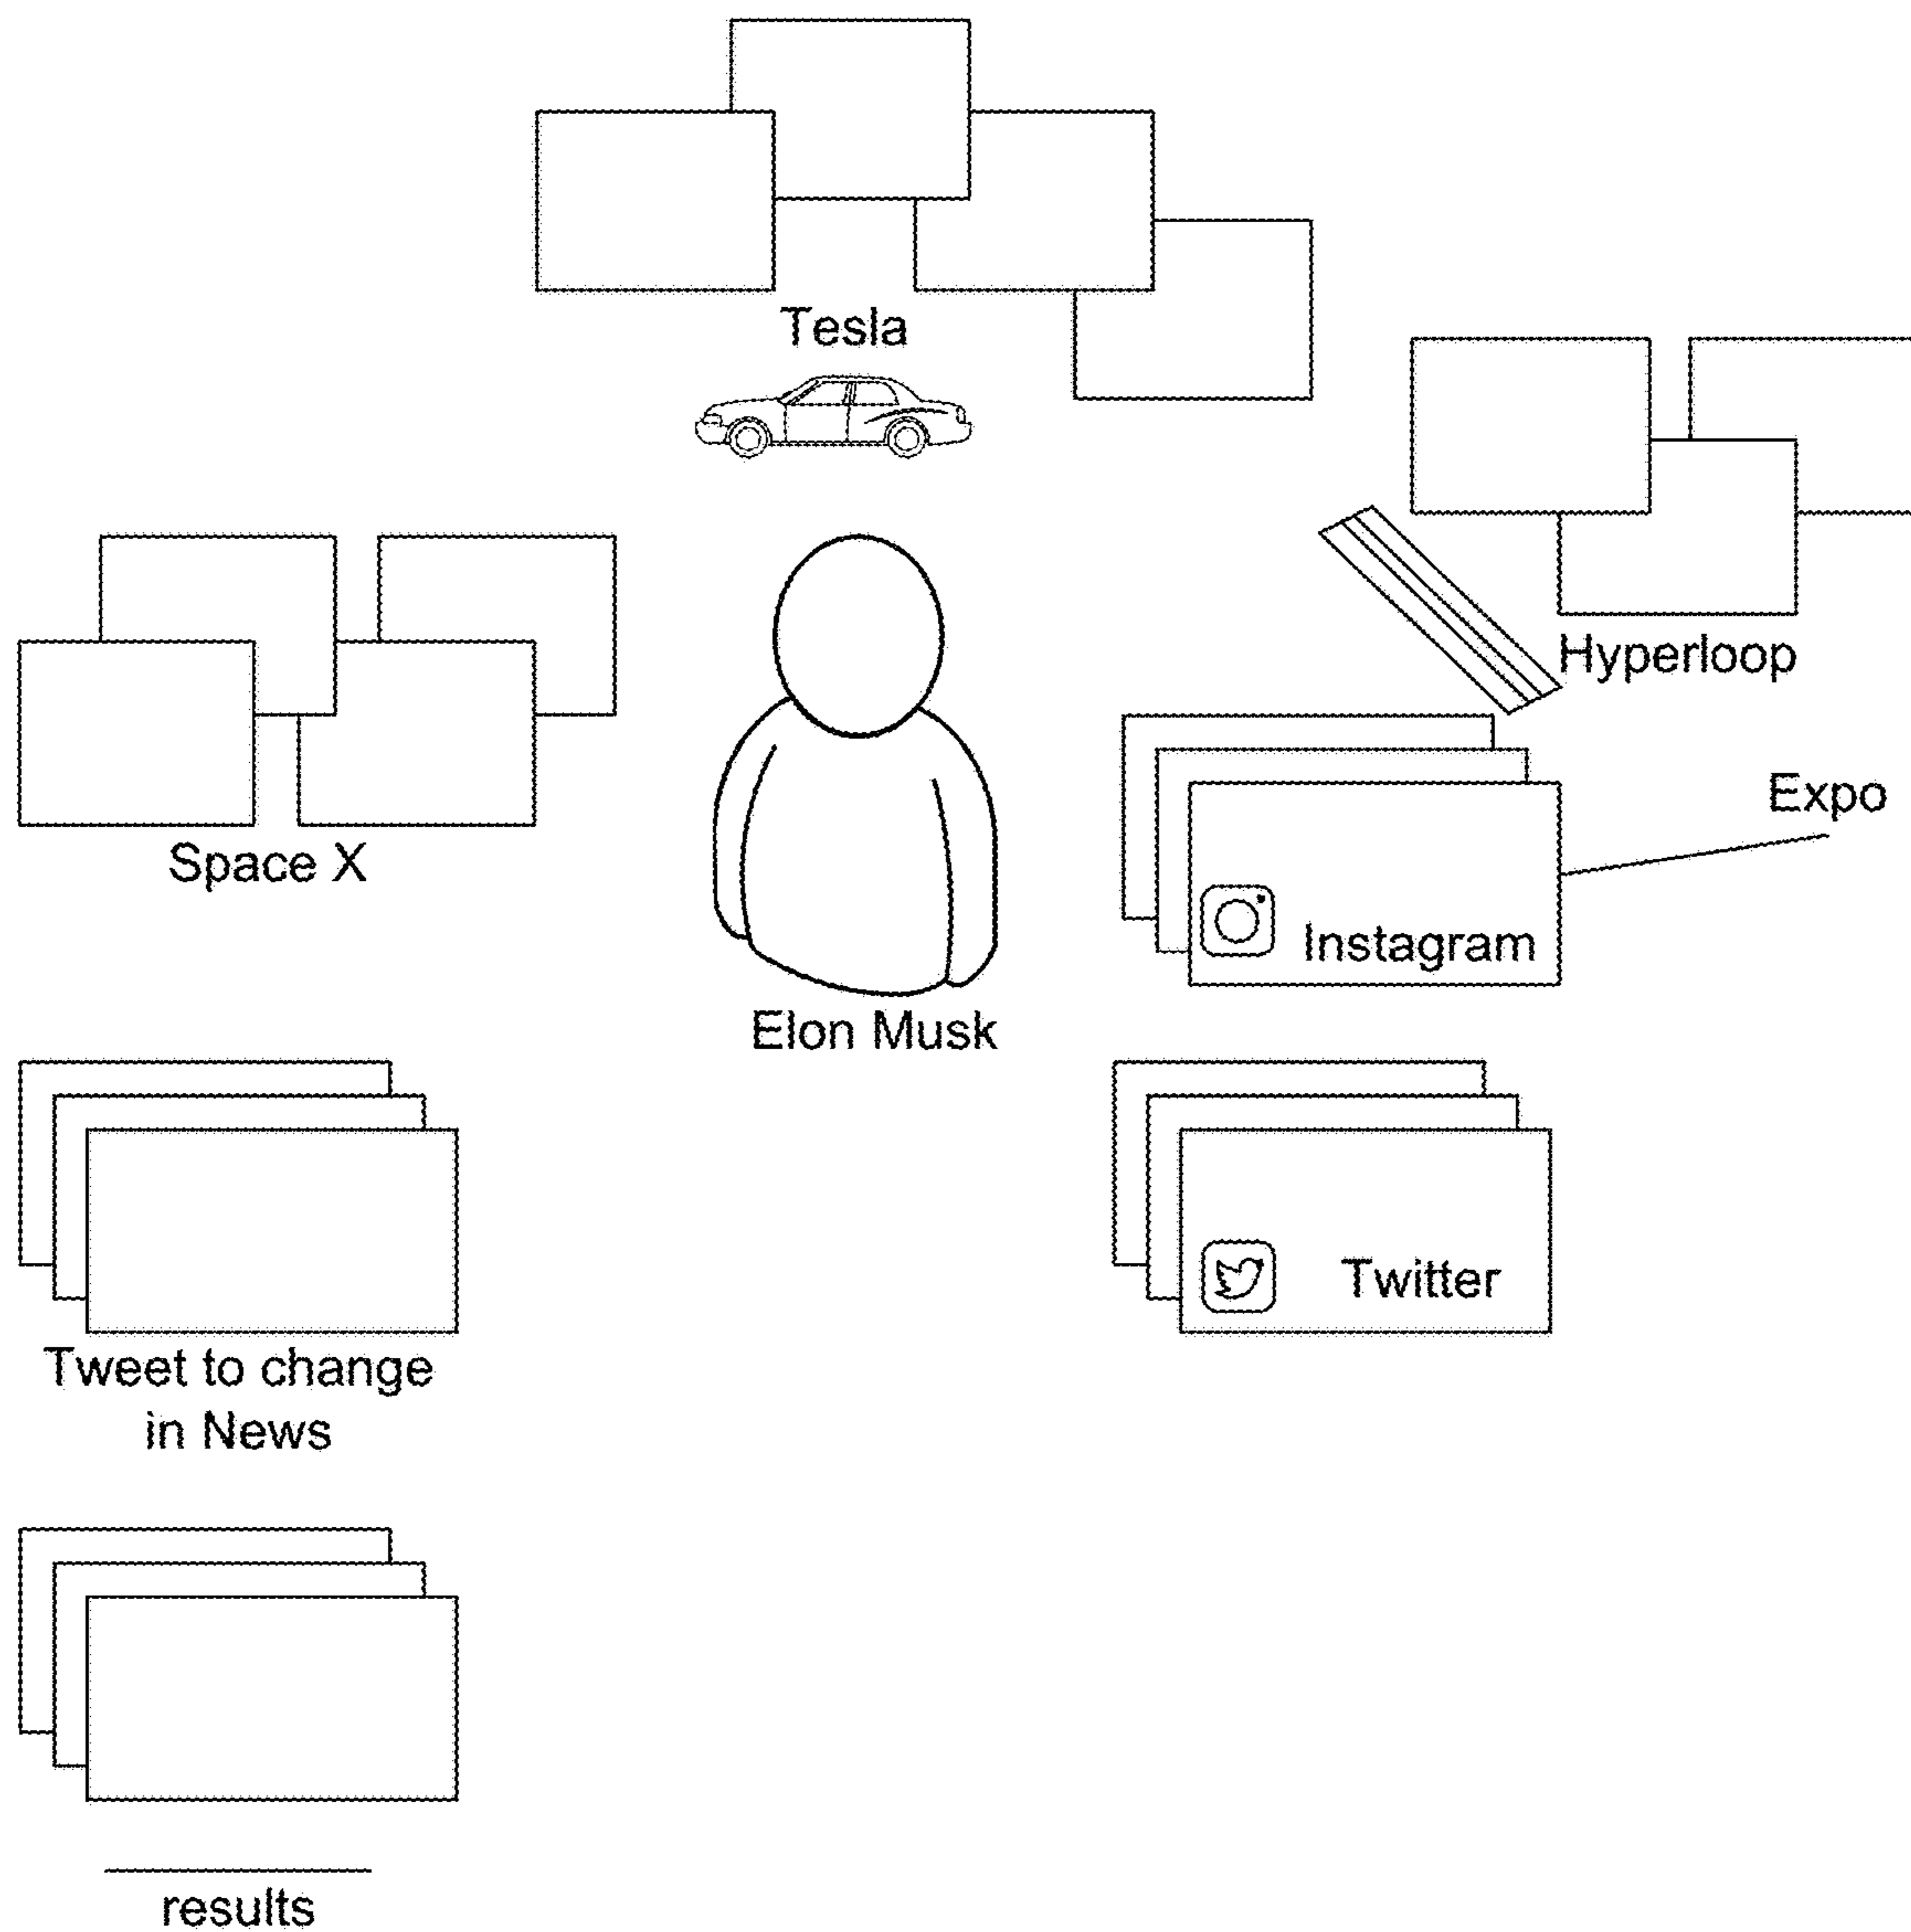 Tesla
Hyperloop
Expo
Space X
Instagram
Elon Musk
Twitter
Tweet to change
in News
results